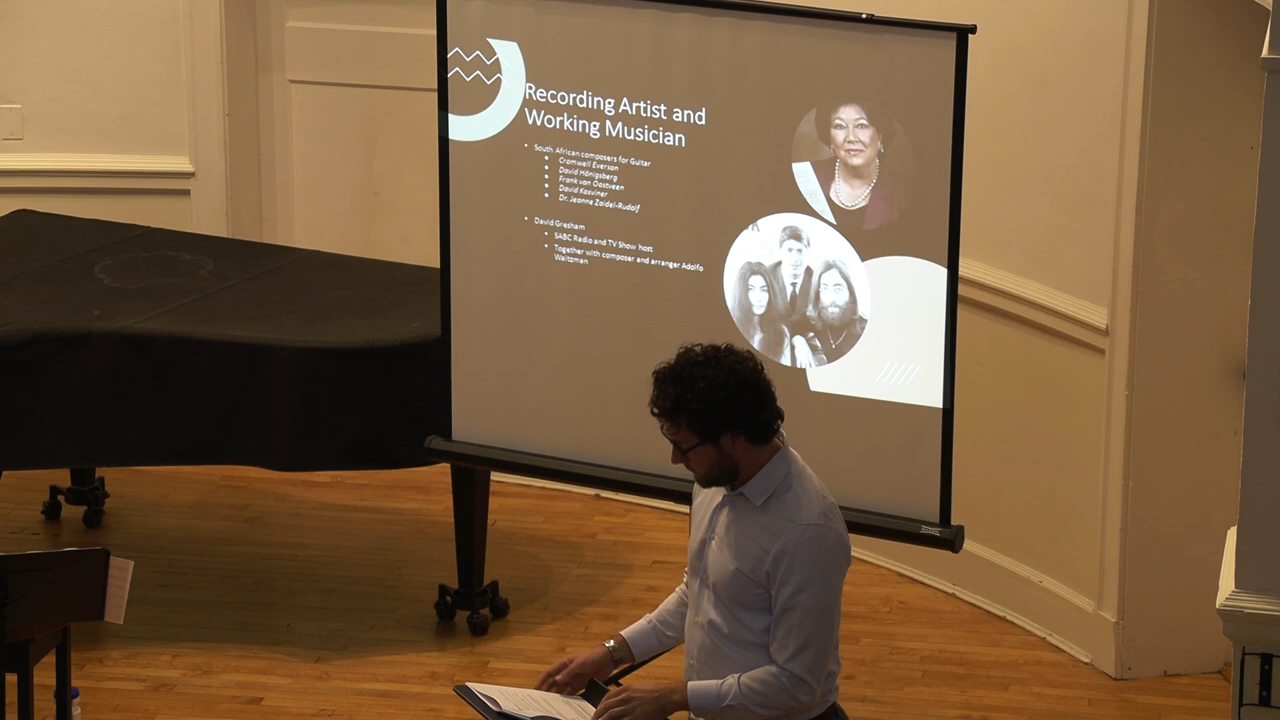 Recording Artist and
Working Musician
• South African composers for Guitar
• Cromwell Everson
• David Hönigsberg
• Frank van Oostveen
• David Kosviner
• Dr. Jeanne Zaidel-Rudolf
• David Gresham
• SABC Radio and TV Show host
• Together with composer and arranger Adolfo
Waitzman